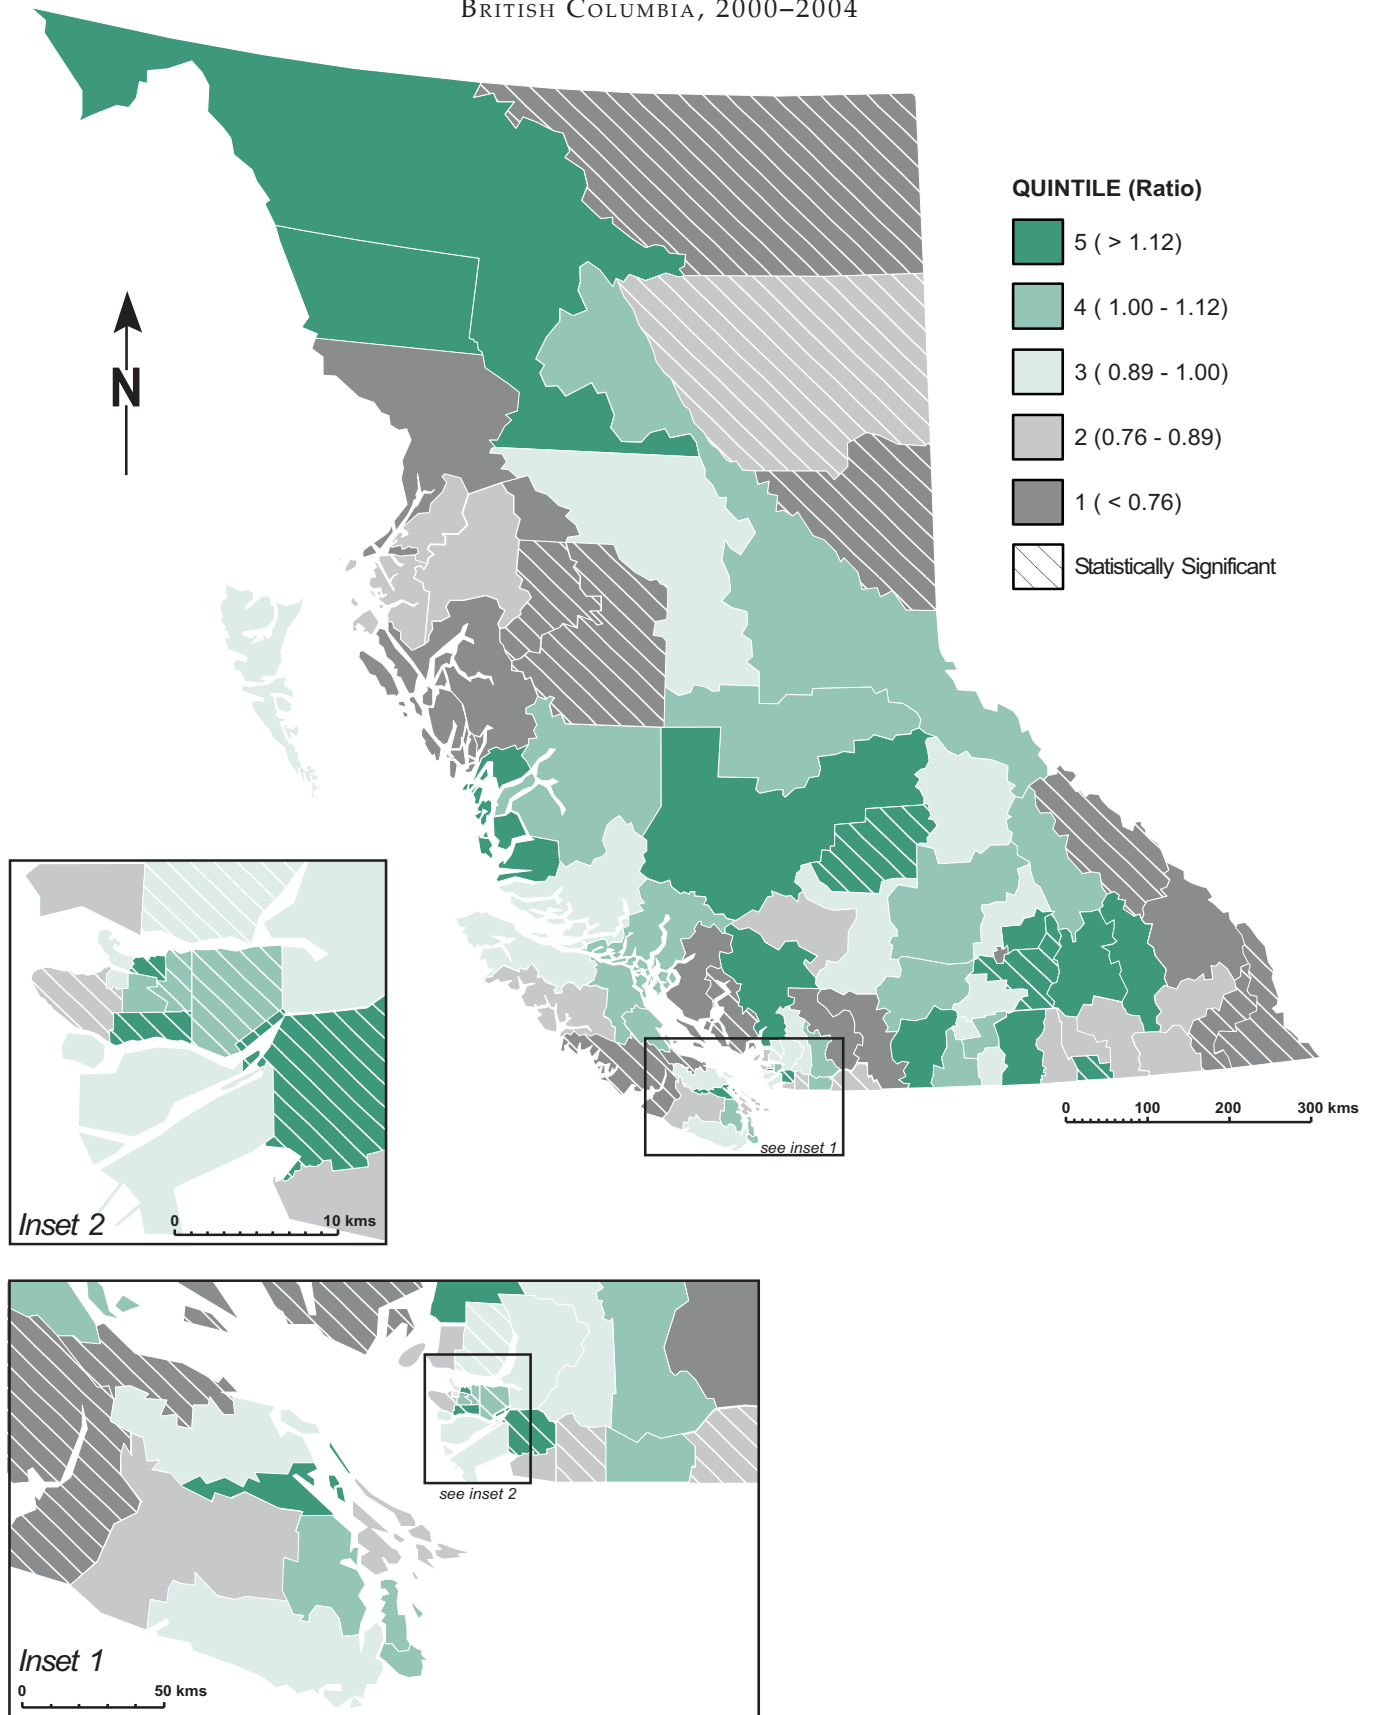 BRITISH COLUMBIA, 2000–2004
QUINTILE (Ratio)
5 ( > 1.12)
4 ( 1.00 - 1.12)
3 ( 0.89 - 1.00)
2 (0.76 - 0.89)
1 ( < 0.76)
Statistically Significant
N
0 100 200 300 kms
see inset 1
Inset 2
0 10 kms
see inset 2
Inset 1
0 50 kms